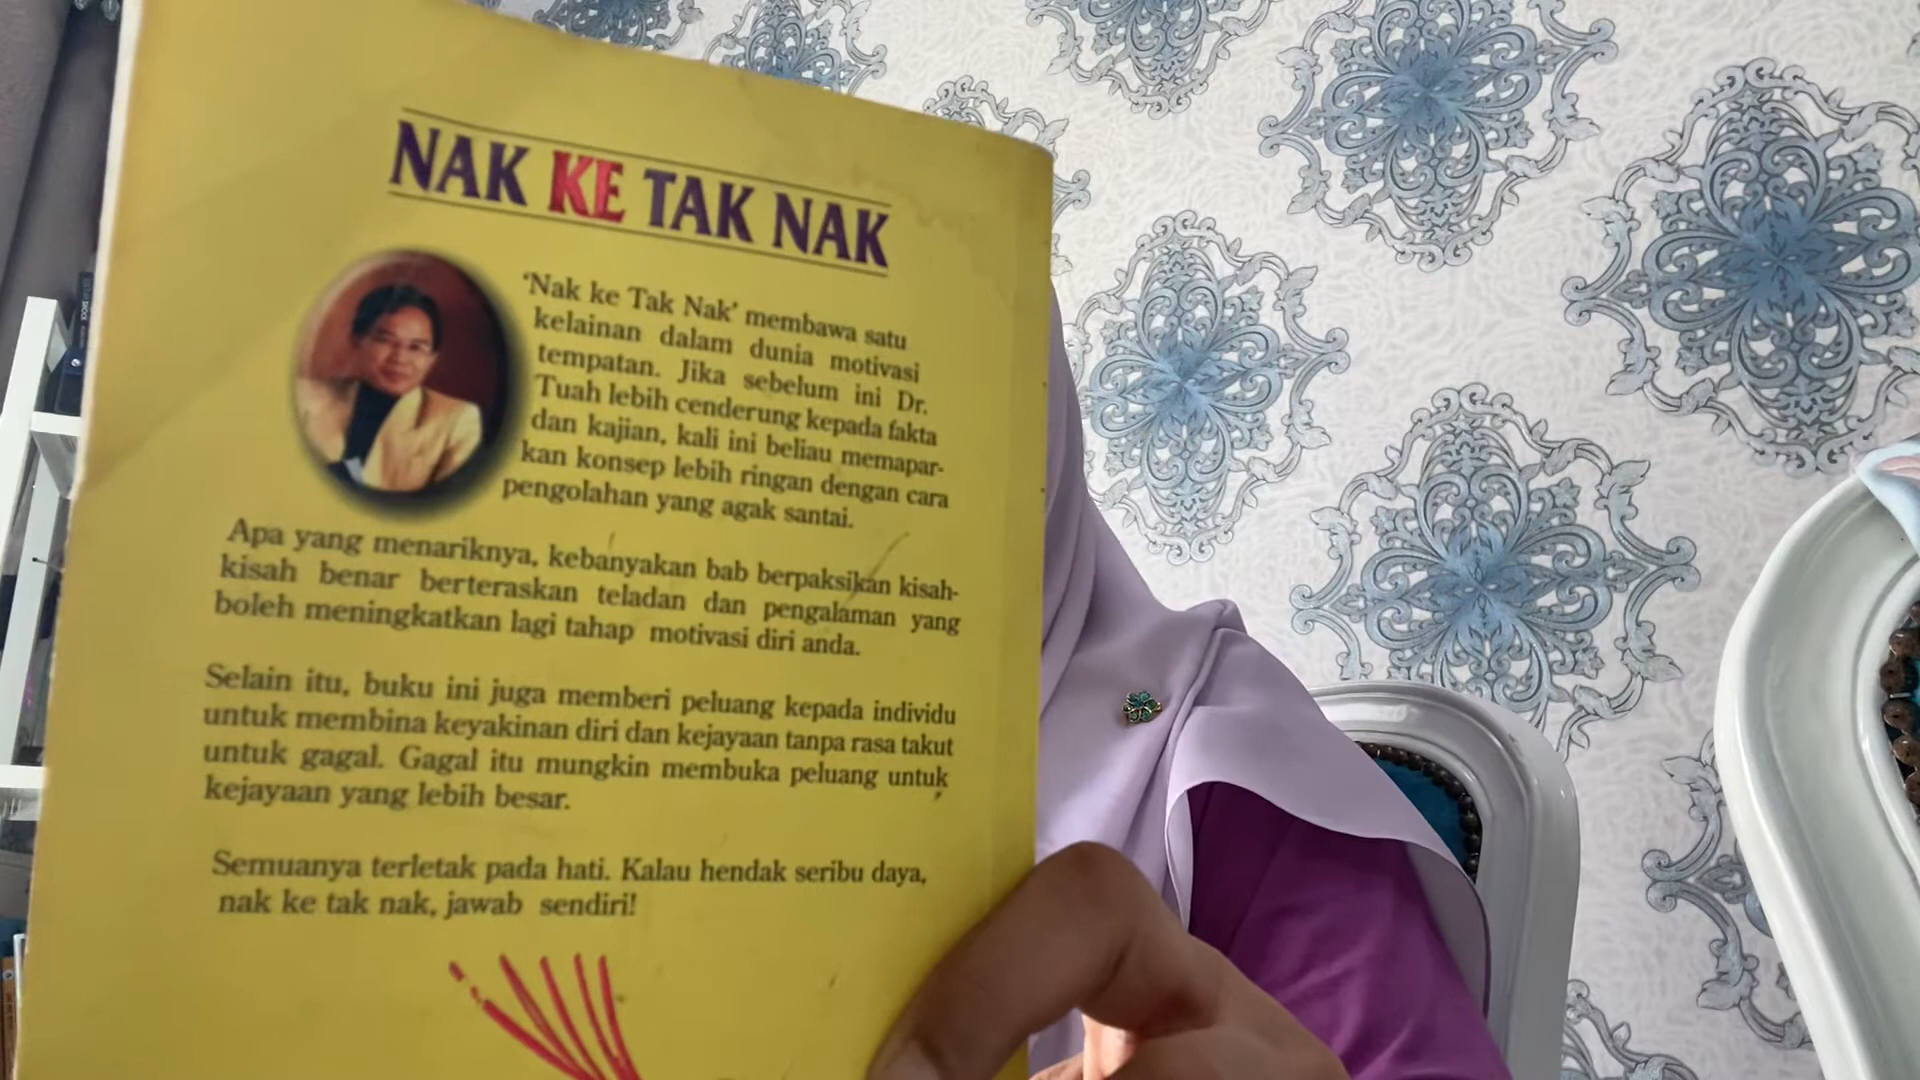 NAK KE TAK NAK
'Nak ke Tak Nak' membawa satu
kelainan dalam dunia motivasi
tempatan. Jika sebelum ini Dr.
Tuah lebih cenderung kepada fakta
dan kajian, kali ini beliau memapar-
kan konsep lebih ringan dengan cara
pengolahan yang agak santai.
Apa yang menariknya, kebanyakan bab berpaksikan kisah-
kisah benar berteraskan teladan dan pengalaman yang
boleh meningkatkan lagi tahap motivasi diri anda.
Selain itu, buku ini juga memberi peluang kepada individu
untuk membina keyakinan diri dan kejayaan tanpa rasa takut
untuk gagal. Gagal itu mungkin membuka peluang untuk
kejayaan yang lebih besar.
Semuanya terletak pada hati. Kalau hendak seribu daya,
nak ke tak nak, jawab sendiri!